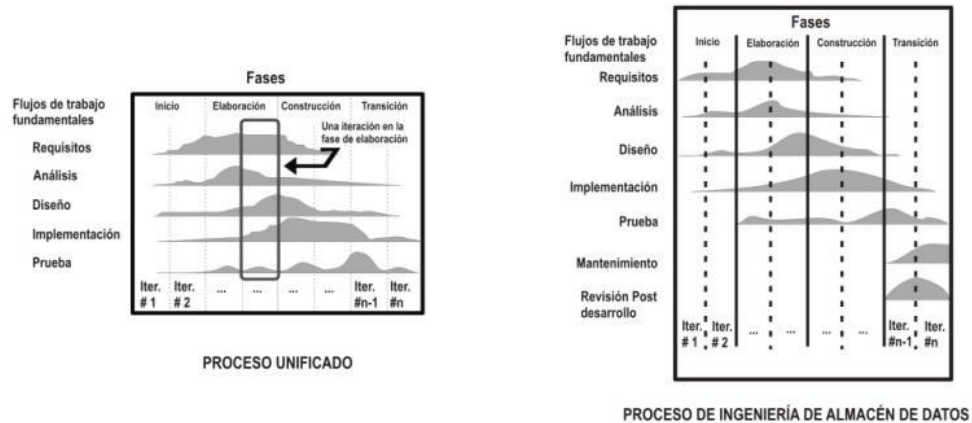 Fases
Flujos de trabajo
fundamentales
Inicio
Elaboración
Construcción
Transición
Una iteración en la
fase de elaboración
Requisitos
Análisis
Diseño
Implementación
Prueba
Iter.
# 1
Iter.
# 2
...
...
...
...
Iter.
#n-1
Iter.
#n
PROCESO UNIFICADO
Fases
Flujos de trabajo
fundamentales
Inicio
Elaboración
Construcción
Transición
Requisitos
Análisis
Diseño
Implementación
Prueba
Mantenimiento
Revisión Post
desarrollo
Iter.
# 1
Iter.
# 2
...
...
...
...
Iter.
#n-1
Iter.
#n
PROCESO DE INGENIERÍA DE ALMACÉN DE DATOS